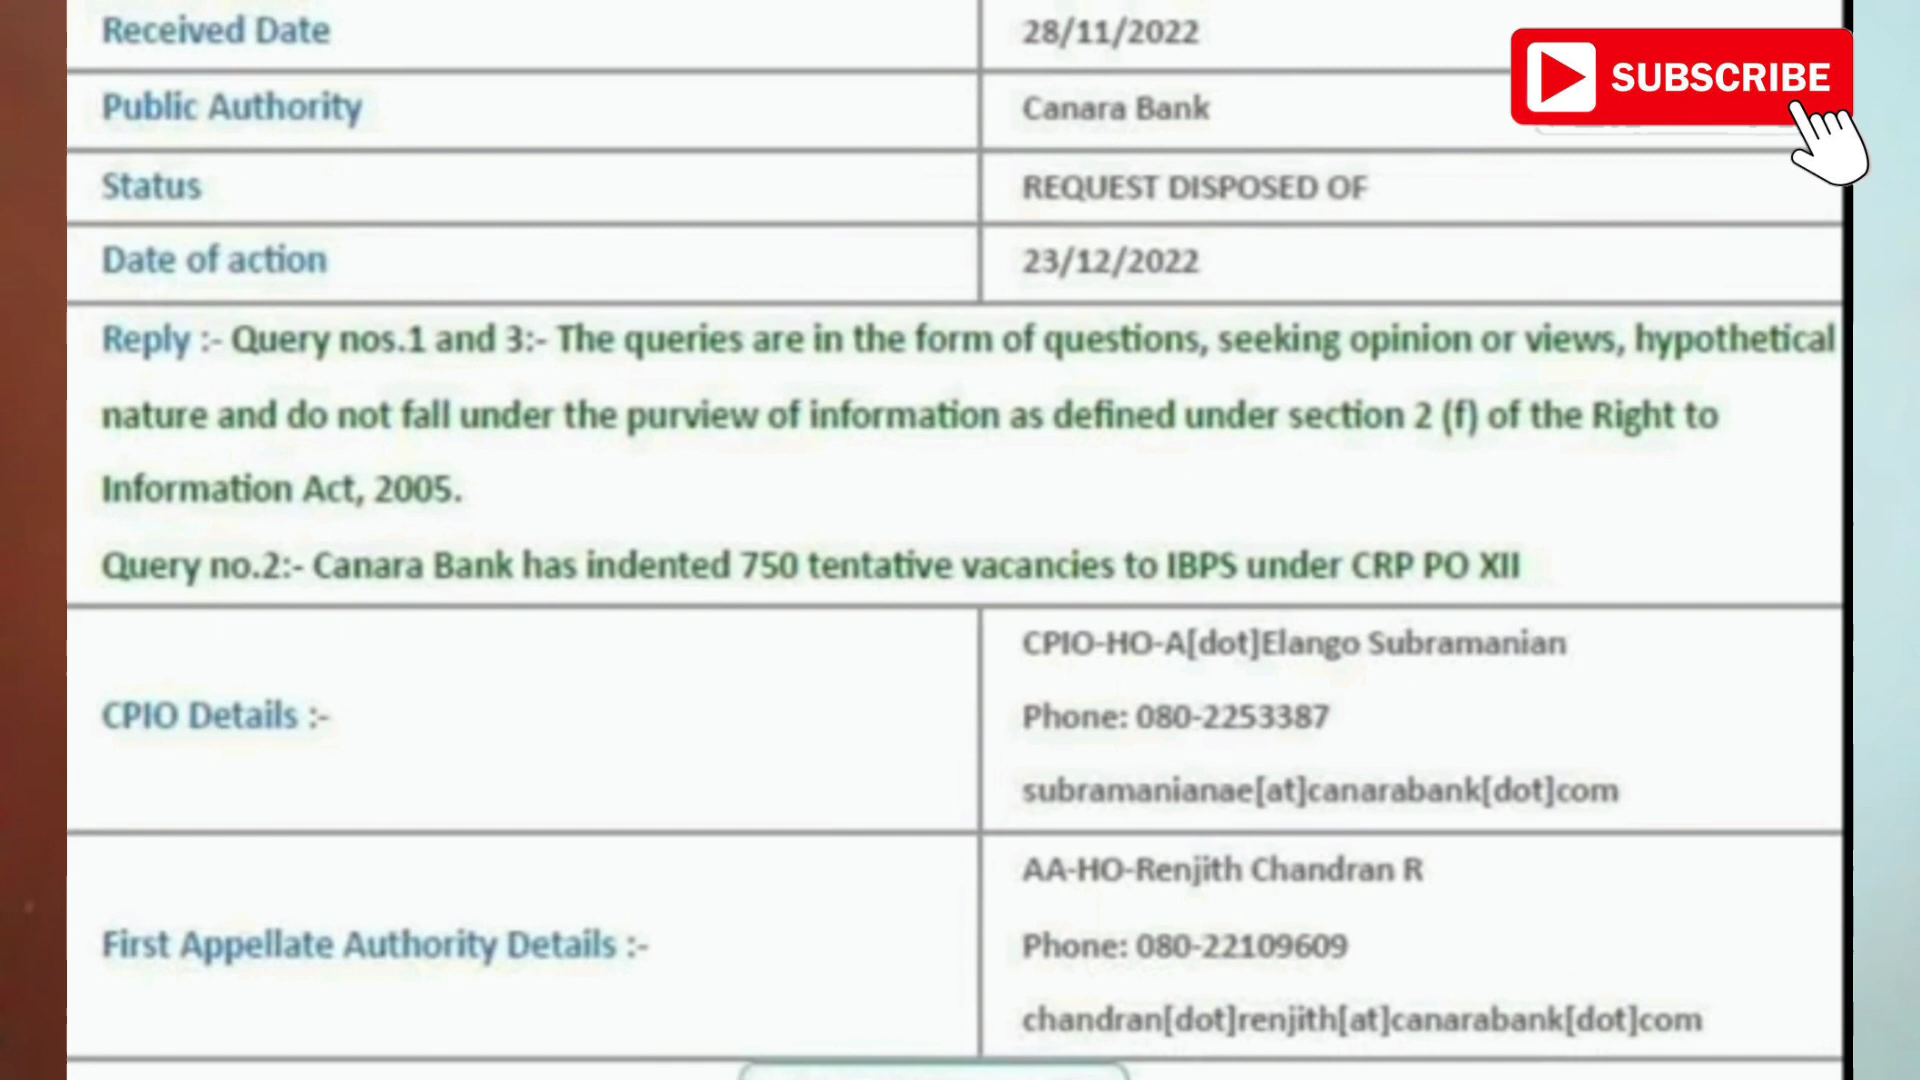 Received Date 28/11/2022
SUBSCRIBE
Public Authority Canara Bank
Status REQUEST DISPOSED OF
Date of action 23/12/2022
Reply :- Query nos.1 and 3:- The queries are in the form of questions, seeking opinion or views, hypothetical
nature and do not fall under the purview of information as defined under section 2 (f) of the Right to
Information Act, 2005.
Query no.2:- Canara Bank has indented 750 tentative vacancies to IBPS under CRP PO XII
CPIO Details :-
CPIO-HO-A[dot]Elango Subramanian
Phone: 080-2253387
subramanianae[at]canarabank[dot]com
First Appellate Authority Details :-
AA-HO-Renjith Chandran R
Phone: 080-22109609
chandran[dot]renjith[at]canarabank[dot]com